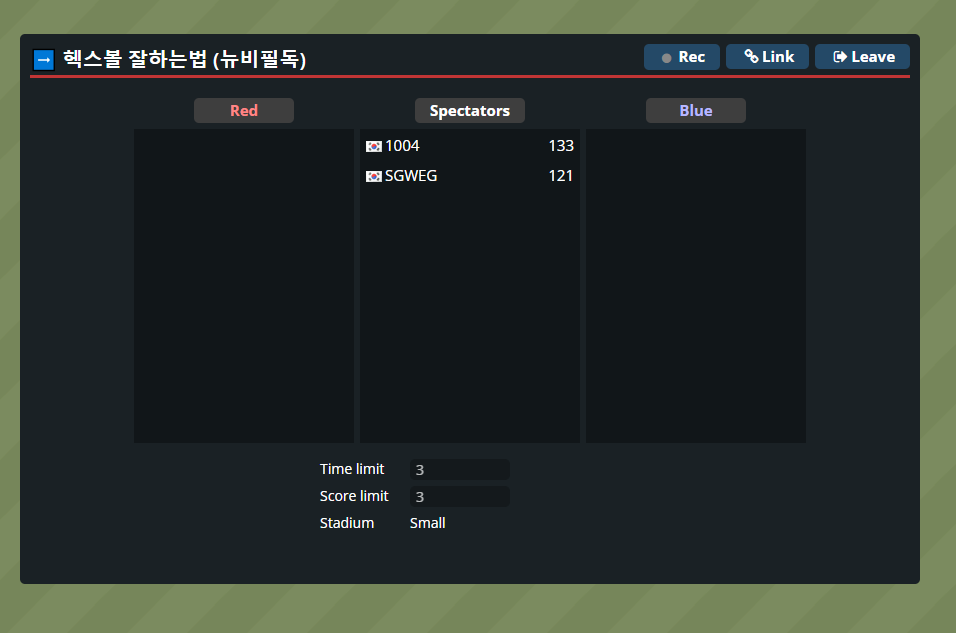 ➡ 헥스볼 잘하는법 (뉴비필독) Rec Link Leave
Red Spectators Blue
1004 133
SGWEG 121
Time limit 3
Score limit 3
Stadium Small